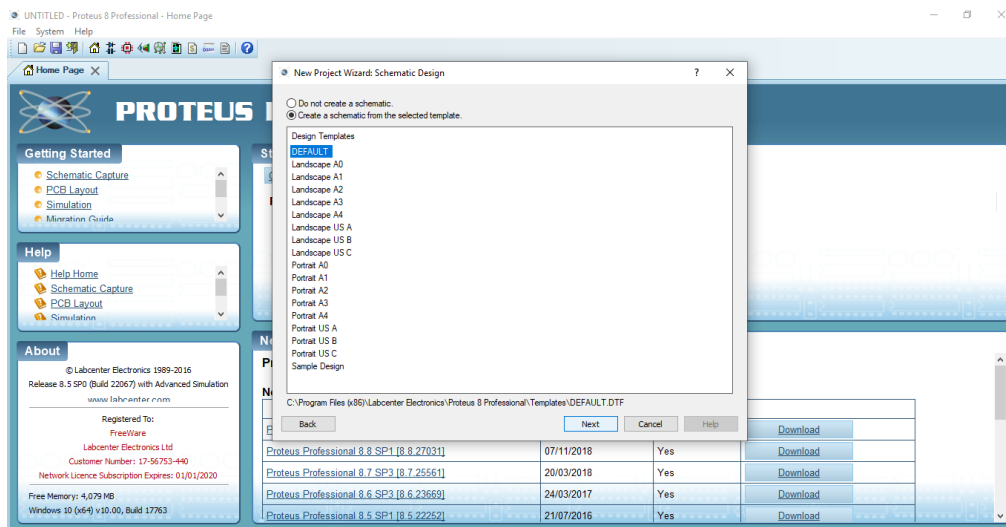 UNTITLED - Proteus 8 Professional - Home Page
File System Help
Home Page
PROTEUS
Getting Started
Schematic Capture
PCB Layout
Simulation
Migration Guide
Help
Help Home
Schematic Capture
PCB Layout
Simulation
About
© Labcenter Electronics 1989-2016
Release 8.5 SP0 (Build 22067) with Advanced Simulation
www.labcenter.com
Registered To:
FreeWare
Labcenter Electronics Ltd
Customer Number: 17-56753-440
Network Licence Subscription Expires: 01/01/2020
Free Memory: 4,079 MB
Windows 10 (x64) v10.00, Build 17763
New Project Wizard: Schematic Design
Do not create a schematic.
Create a schematic from the selected template.
Design Templates
DEFAULT
Landscape A0
Landscape A1
Landscape A2
Landscape A3
Landscape A4
Landscape US A
Landscape US B
Landscape US C
Portrait A0
Portrait A1
Portrait A2
Portrait A3
Portrait A4
Portrait US A
Portrait US B
Portrait US C
Sample Design
C:\Program Files (x86)\Labcenter Electronics\Proteus 8 Professional\Templates\DEFAULT.DTF
Back Next Cancel Help
Download
Proteus Professional 8.8 SP1 [8.8.27031] 07/11/2018 Yes Download
Proteus Professional 8.7 SP3 [8.7.25561] 20/03/2018 Yes Download
Proteus Professional 8.6 SP3 [8.6.23669] 24/03/2017 Yes Download
Proteus Professional 8.5 SP1 [8.5.22252] 21/07/2016 Yes Download